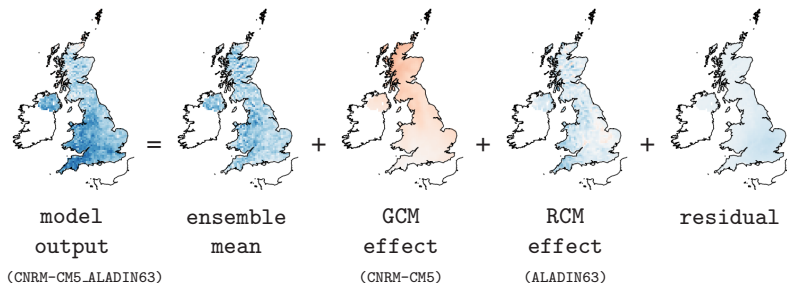 = + + +
model ensemble GCM RCM residual
output mean effect effect
(CNRM-CM5_ALADIN63) (CNRM-CM5) (ALADIN63)